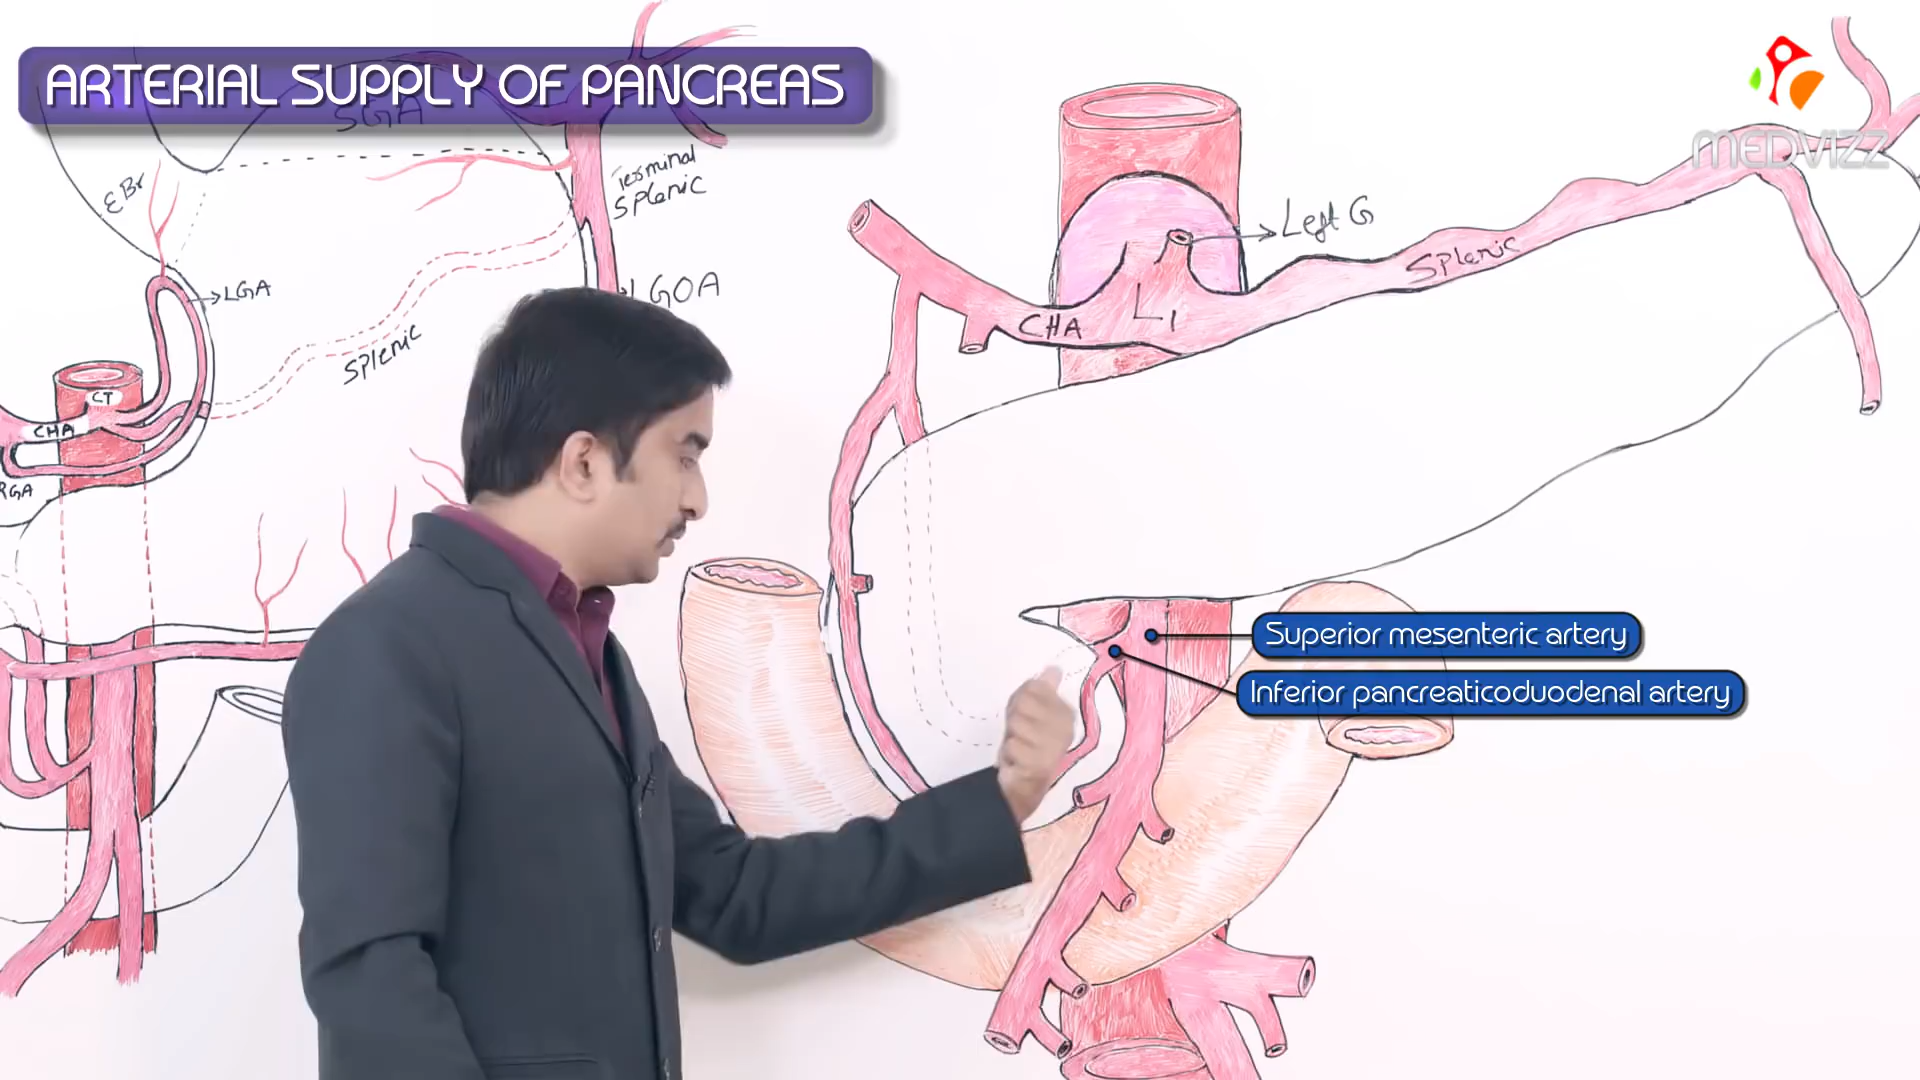 ARTERIAL SUPPLY OF PANCREAS
MEDVIZZ
SGA
Terminal
Splenic
EBr
LGA
LGOA
Splenic
CT
CHA
RGA
Left G
Splenic
CHA
L1
Superior mesenteric artery
Inferior pancreaticoduodenal artery